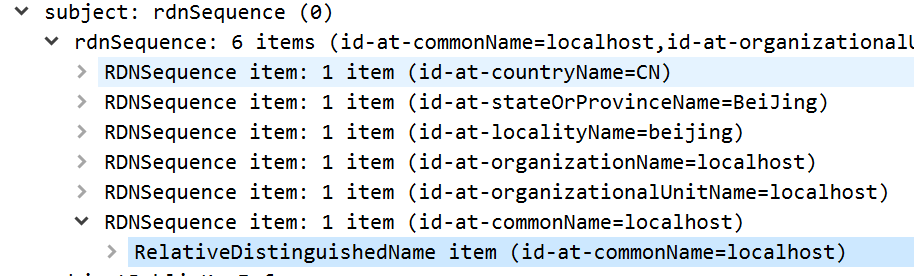 subject: rdnSequence (0)
rdnSequence: 6 items (id-at-commonName=localhost,id-at-organizationalU
RDNSequence item: 1 item (id-at-countryName=CN)
RDNSequence item: 1 item (id-at-stateOrProvinceName=BeiJing)
RDNSequence item: 1 item (id-at-localityName=beijing)
RDNSequence item: 1 item (id-at-organizationName=localhost)
RDNSequence item: 1 item (id-at-organizationalUnitName=localhost)
RDNSequence item: 1 item (id-at-commonName=localhost)
RelativeDistinguishedName item (id-at-commonName=localhost)